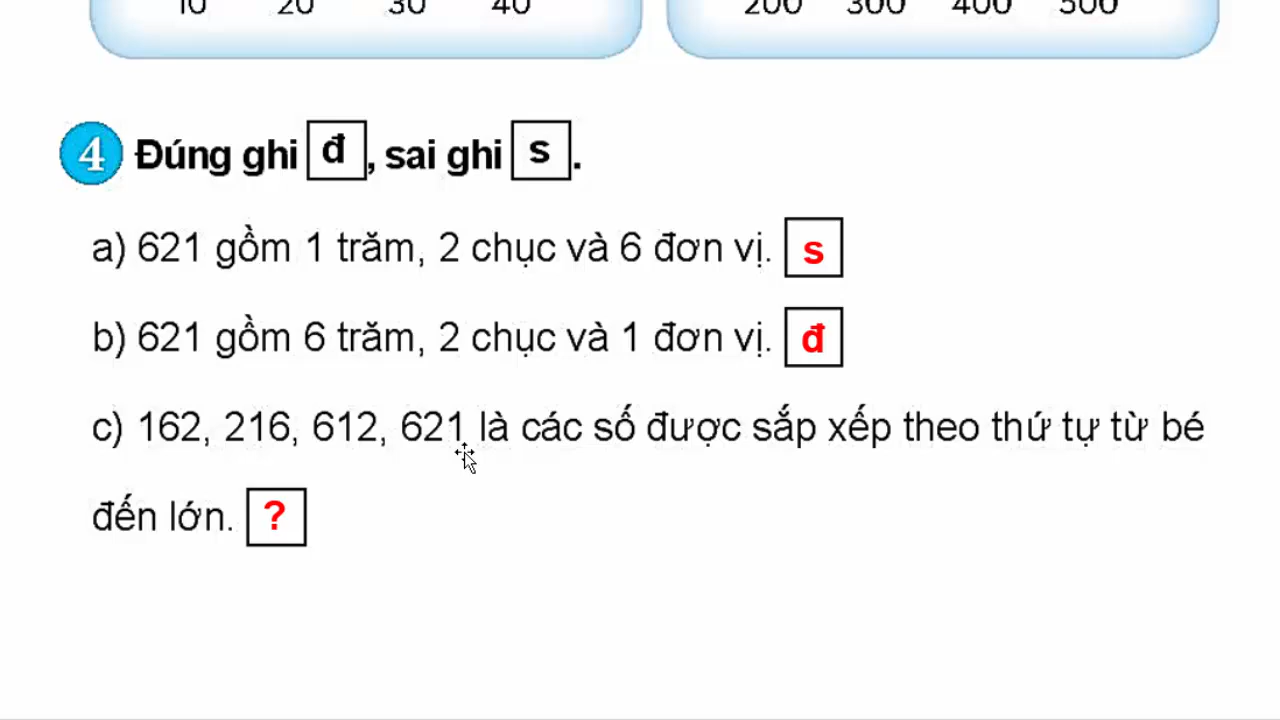 10 20 30 40 200 300 400 500
4 Đúng ghi đ, sai ghi s.
a) 621 gồm 1 trăm, 2 chục và 6 đơn vị. s
b) 621 gồm 6 trăm, 2 chục và 1 đơn vị. đ
c) 162, 216, 612, 621 là các số được sắp xếp theo thứ tự từ bé
đến lớn. ?